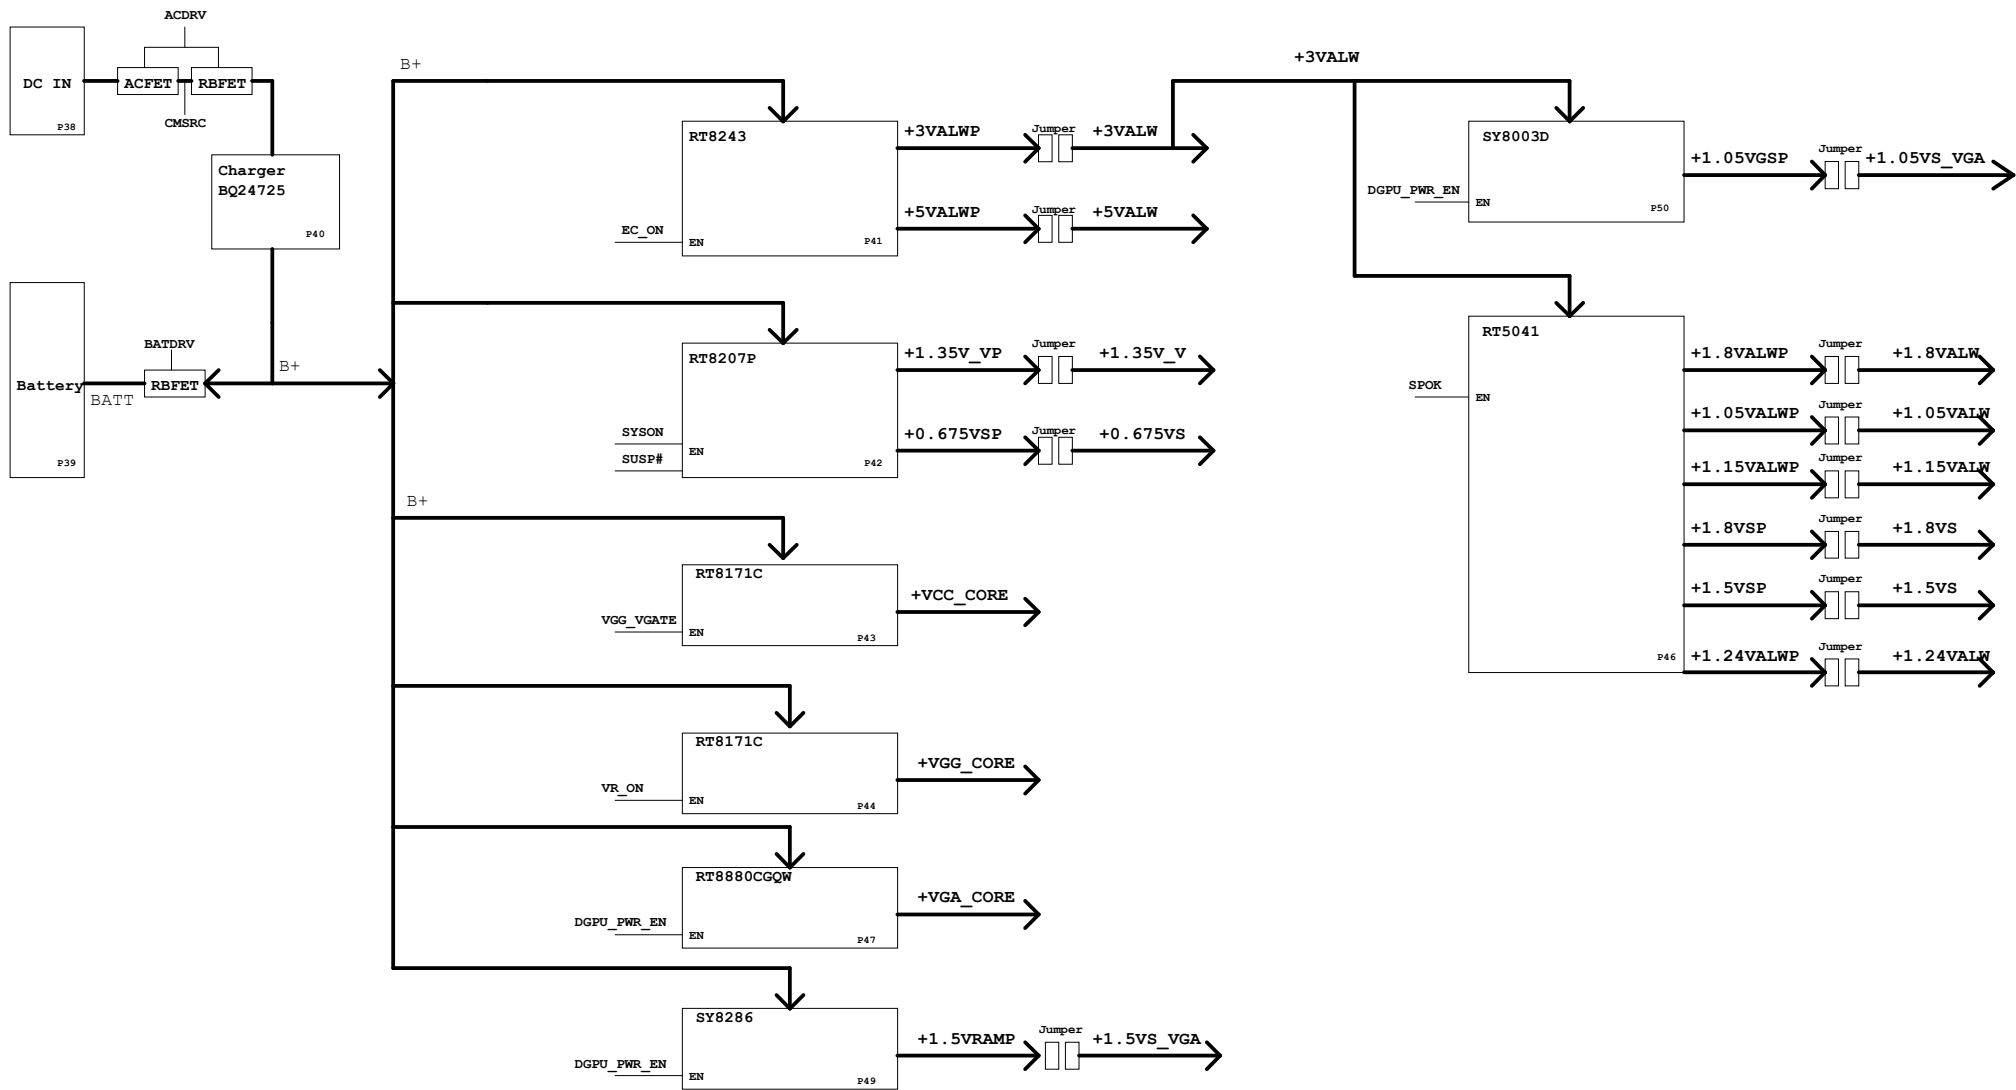 ACDRV
DC IN
P38
ACFET
RBFET
CMSRC
Charger
BQ24725
P40
Battery
P39
BATT
BATDRV
RBFET
B+
B+
RT8243
P41
EC_ON
EN
+3VALWP
Jumper
+3VALW
+5VALWP
Jumper
+5VALW
RT8207P
P42
SYSON
EN
SUSP#
+1.35V_VP
Jumper
+1.35V_V
+0.675VSP
Jumper
+0.675VS
B+
RT8171C
P43
VGG_VGATE
EN
+VCC_CORE
RT8171C
P44
VR_ON
EN
+VGG_CORE
RT8880CGQW
P47
DGPU_PWR_EN
EN
+VGA_CORE
SY8286
P49
DGPU_PWR_EN
EN
+1.5VRAMP
Jumper
+1.5VS_VGA
+3VALW
SY8003D
P50
DGPU_PWR_EN
EN
+1.05VGSP
Jumper
+1.05VS_VGA
RT5041
P46
SPOK
EN
+1.8VALWP
Jumper
+1.8VALW
+1.05VALWP
Jumper
+1.05VALW
+1.15VALWP
Jumper
+1.15VALW
+1.8VSP
Jumper
+1.8VS
+1.5VSP
Jumper
+1.5VS
+1.24VALWP
Jumper
+1.24VALW